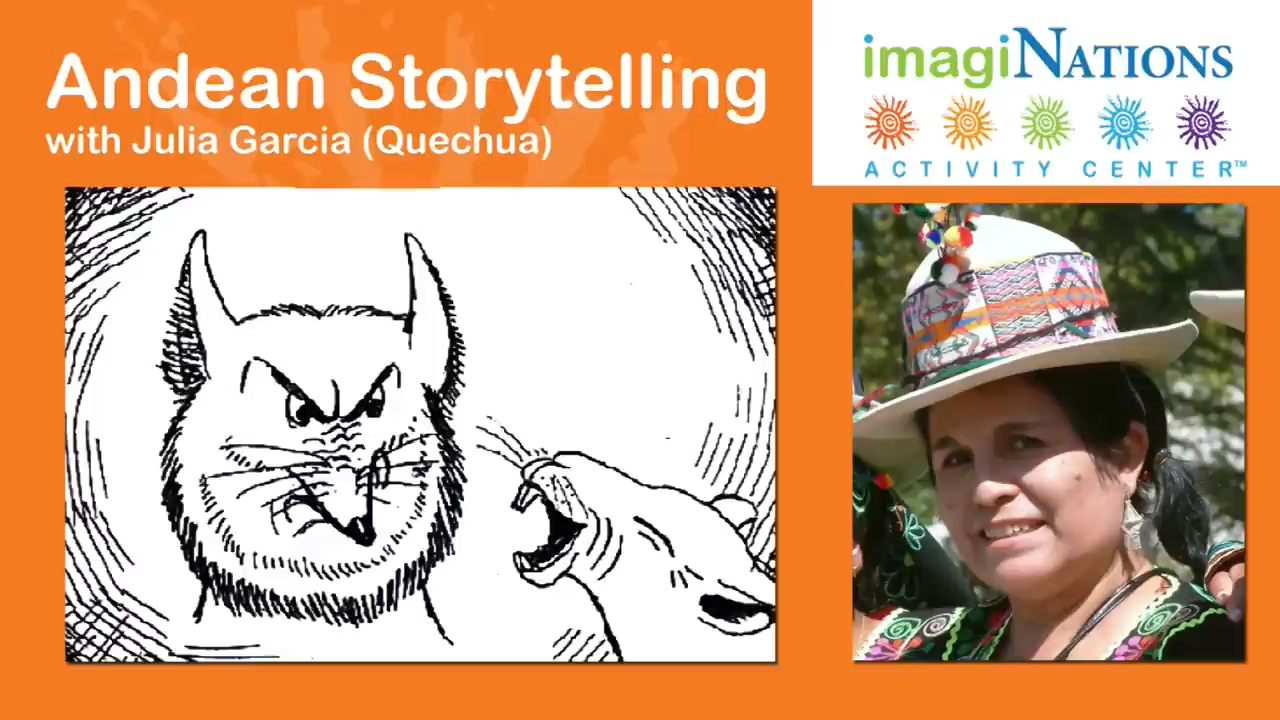 Andean Storytelling
with Julia Garcia (Quechua)
imagiNATIONS
ACTIVITY CENTER™